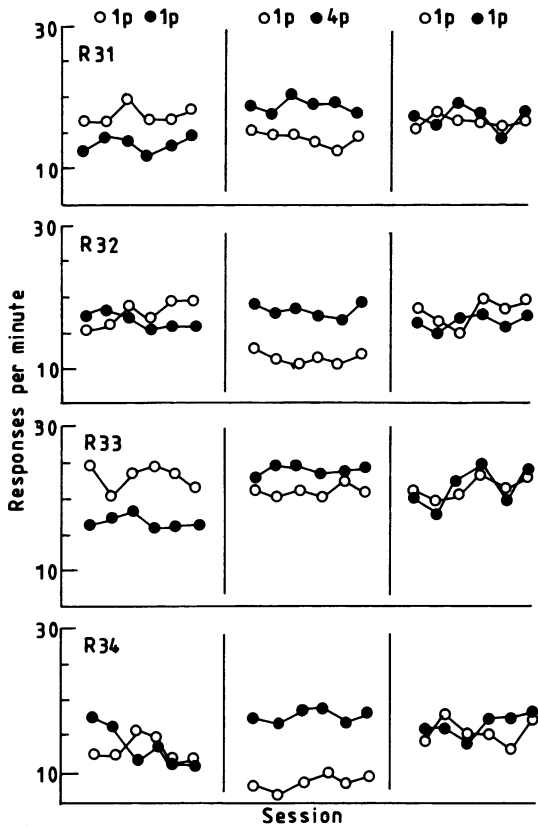 ○1p ●1p ○1p ●4p ○1p ●1p
30
R31
10
30
R32
10
Responses per minute
30
R33
10
30
R34
10
Session